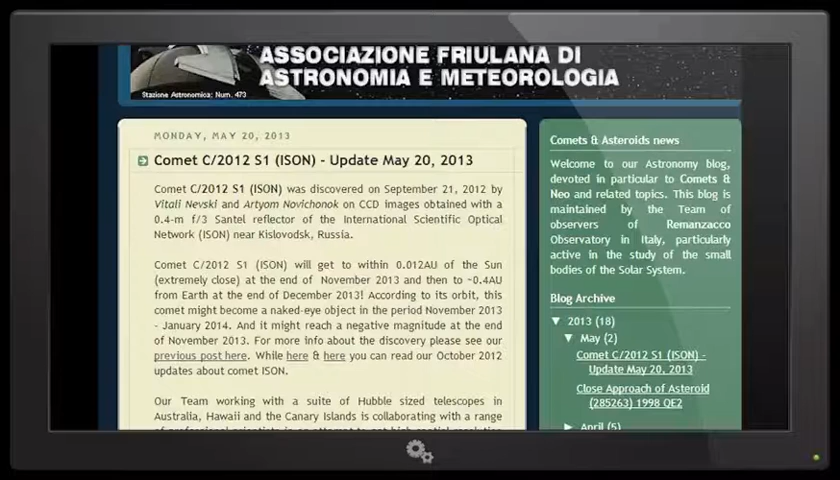 ASSOCIAZIONE FRIULANA DI
ASTRONOMIA E METEOROLOGIA
Stazione Astronomica: Num. 473
MONDAY, MAY 20, 2013
Comet C/2012 S1 (ISON) - Update May 20, 2013
Comet C/2012 S1 (ISON) was discovered on September 21, 2012 by
Vitali Nevski and Artyom Novichonok on CCD images obtained with a
0.4-m f/3 Santel reflector of the International Scientific Optical
Network (ISON) near Kislovodsk, Russia.
Comet C/2012 S1 (ISON) will get to within 0.012AU of the Sun
(extremely close) at the end of November 2013 and then to ~0.4AU
from Earth at the end of December 2013! According to its orbit, this
comet might become a naked-eye object in the period November 2013
- January 2014. And it might reach a negative magnitude at the end
of November 2013. For more info about the discovery please see our
previous post here. While here & here you can read our October 2012
updates about comet ISON.
Our Team working with a suite of Hubble sized telescopes in
Australia, Hawaii and the Canary Islands is collaborating with a range
of professional scientists in an attempt to get high spatial resolution
Comets & Asteroids news
Welcome to our Astronomy blog,
devoted in particular to Comets &
Neo and related topics. This blog is
maintained by the Team of
observers of Remanzacco
Observatory in Italy, particularly
active in the study of the small
bodies of the Solar System.
Blog Archive
▼ 2013 (18)
▼ May (2)
Comet C/2012 S1 (ISON) -
Update May 20, 2013
Close Approach of Asteroid
(285263) 1998 QE2
► April (5)